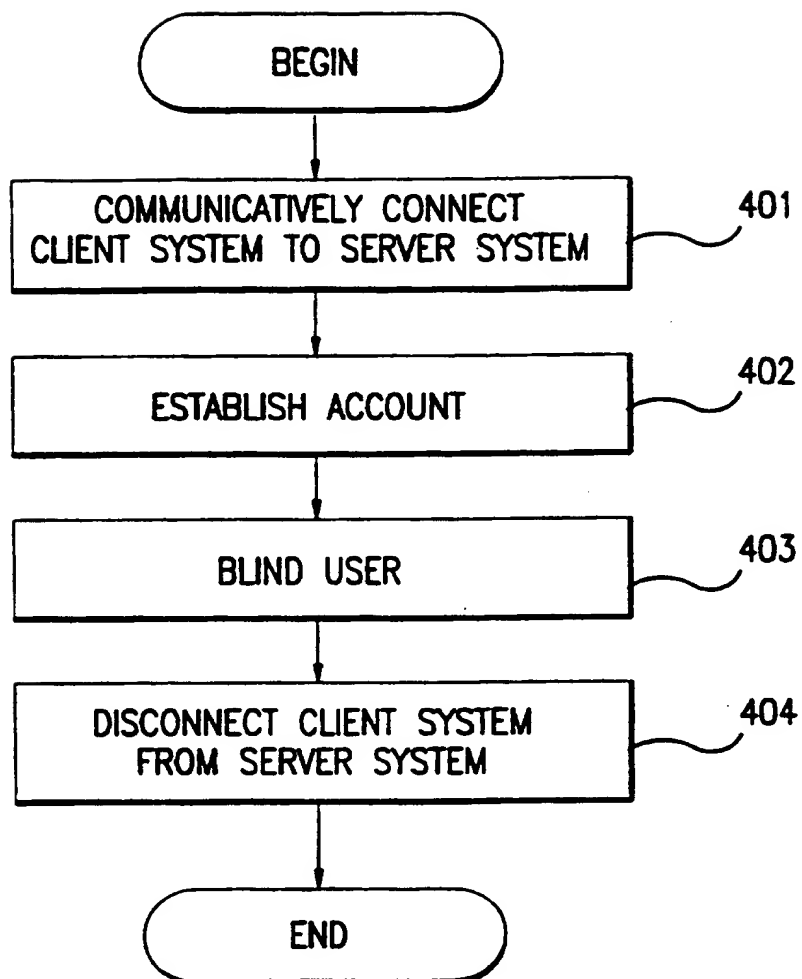 BEGIN
COMMUNICATIVELY CONNECT
CLIENT SYSTEM TO SERVER SYSTEM
401
ESTABLISH ACCOUNT
402
BLIND USER
403
DISCONNECT CLIENT SYSTEM
FROM SERVER SYSTEM
404
END